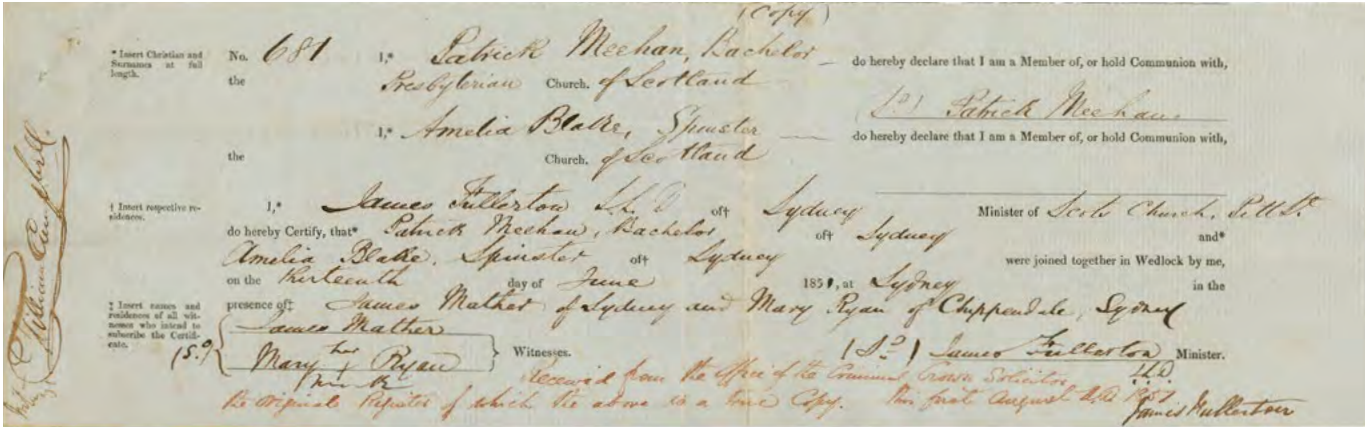 (Copy)
* Insert Christian and Surnames at full length.
No. 681 I,* Patrick Meehan, Bachelor do hereby declare that I am a Member of, or hold Communion with,
the Presbyterian Church. of Scotland
(Sd) Patrick Meehan
I,* Amelia Blake, Spinster do hereby declare that I am a Member of, or hold Communion with,
the Church. of Scotland
† Insert respective residences.
I,* James Fullerton L.L.D of† Sydney Minister of Scots Church, Pitt St.
do hereby Certify, that* Patrick Meehan, Bachelor of† Sydney and*
Amelia Blake, Spinster of† Sydney were joined together in Wedlock by me,
on the thirteenth day of June 1851, at Sydney in the
‡ Insert names and residences of all witnesses who intend to subscribe the Certificate.
presence of‡ James Mather of Sydney and Mary Ryan of Chippendale, Sydney
James Mather
(Sd) Mary her x mark Ryan } Witnesses. (Sd) James Fullerton LLD Minister.
Received from the Office of the Criminal Crown Solicitor
the original Register of which the above is a true Copy. This first August A.D. 1851
James Fullerton
William Campbell